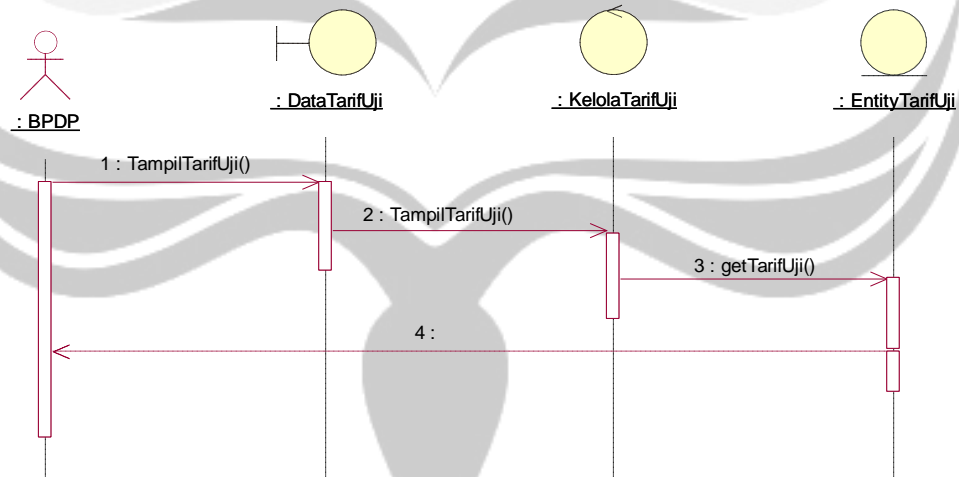 : DataTarifUji
: KelolaTarifUji
: EntityTarifUji
: BPDP
1 : TampilTarifUji()
2 : TampilTarifUji()
3 : getTarifUji()
4 :